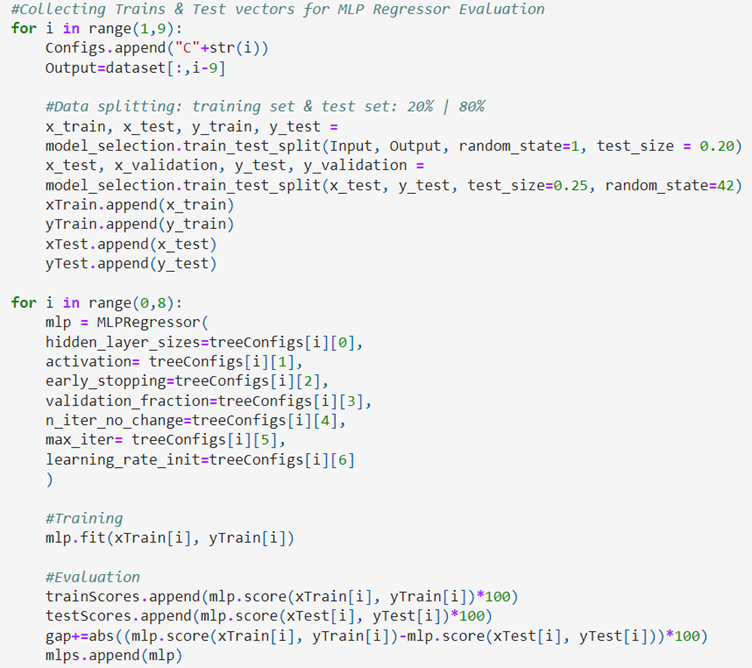 #Collecting Trains & Test vectors for MLP Regressor Evaluation
for i in range(1,9):
    Configs.append("C"+str(i))
    Output=dataset[:,i-9]

    #Data splitting: training set & test set: 20% | 80%
    x_train, x_test, y_train, y_test =
    model_selection.train_test_split(Input, Output, random_state=1, test_size = 0.20)
    x_test, x_validation, y_test, y_validation =
    model_selection.train_test_split(x_test, y_test, test_size=0.25, random_state=42)
    xTrain.append(x_train)
    yTrain.append(y_train)
    xTest.append(x_test)
    yTest.append(y_test)

for i in range(0,8):
    mlp = MLPRegressor(
    hidden_layer_sizes=treeConfigs[i][0],
    activation= treeConfigs[i][1],
    early_stopping=treeConfigs[i][2],
    validation_fraction=treeConfigs[i][3],
    n_iter_no_change=treeConfigs[i][4],
    max_iter= treeConfigs[i][5],
    learning_rate_init=treeConfigs[i][6]
    )

    #Training
    mlp.fit(xTrain[i], yTrain[i])

    #Evaluation
    trainScores.append(mlp.score(xTrain[i], yTrain[i])*100)
    testScores.append(mlp.score(xTest[i], yTest[i])*100)
    gap+=abs((mlp.score(xTrain[i], yTrain[i])-mlp.score(xTest[i], yTest[i]))*100)
    mlps.append(mlp)